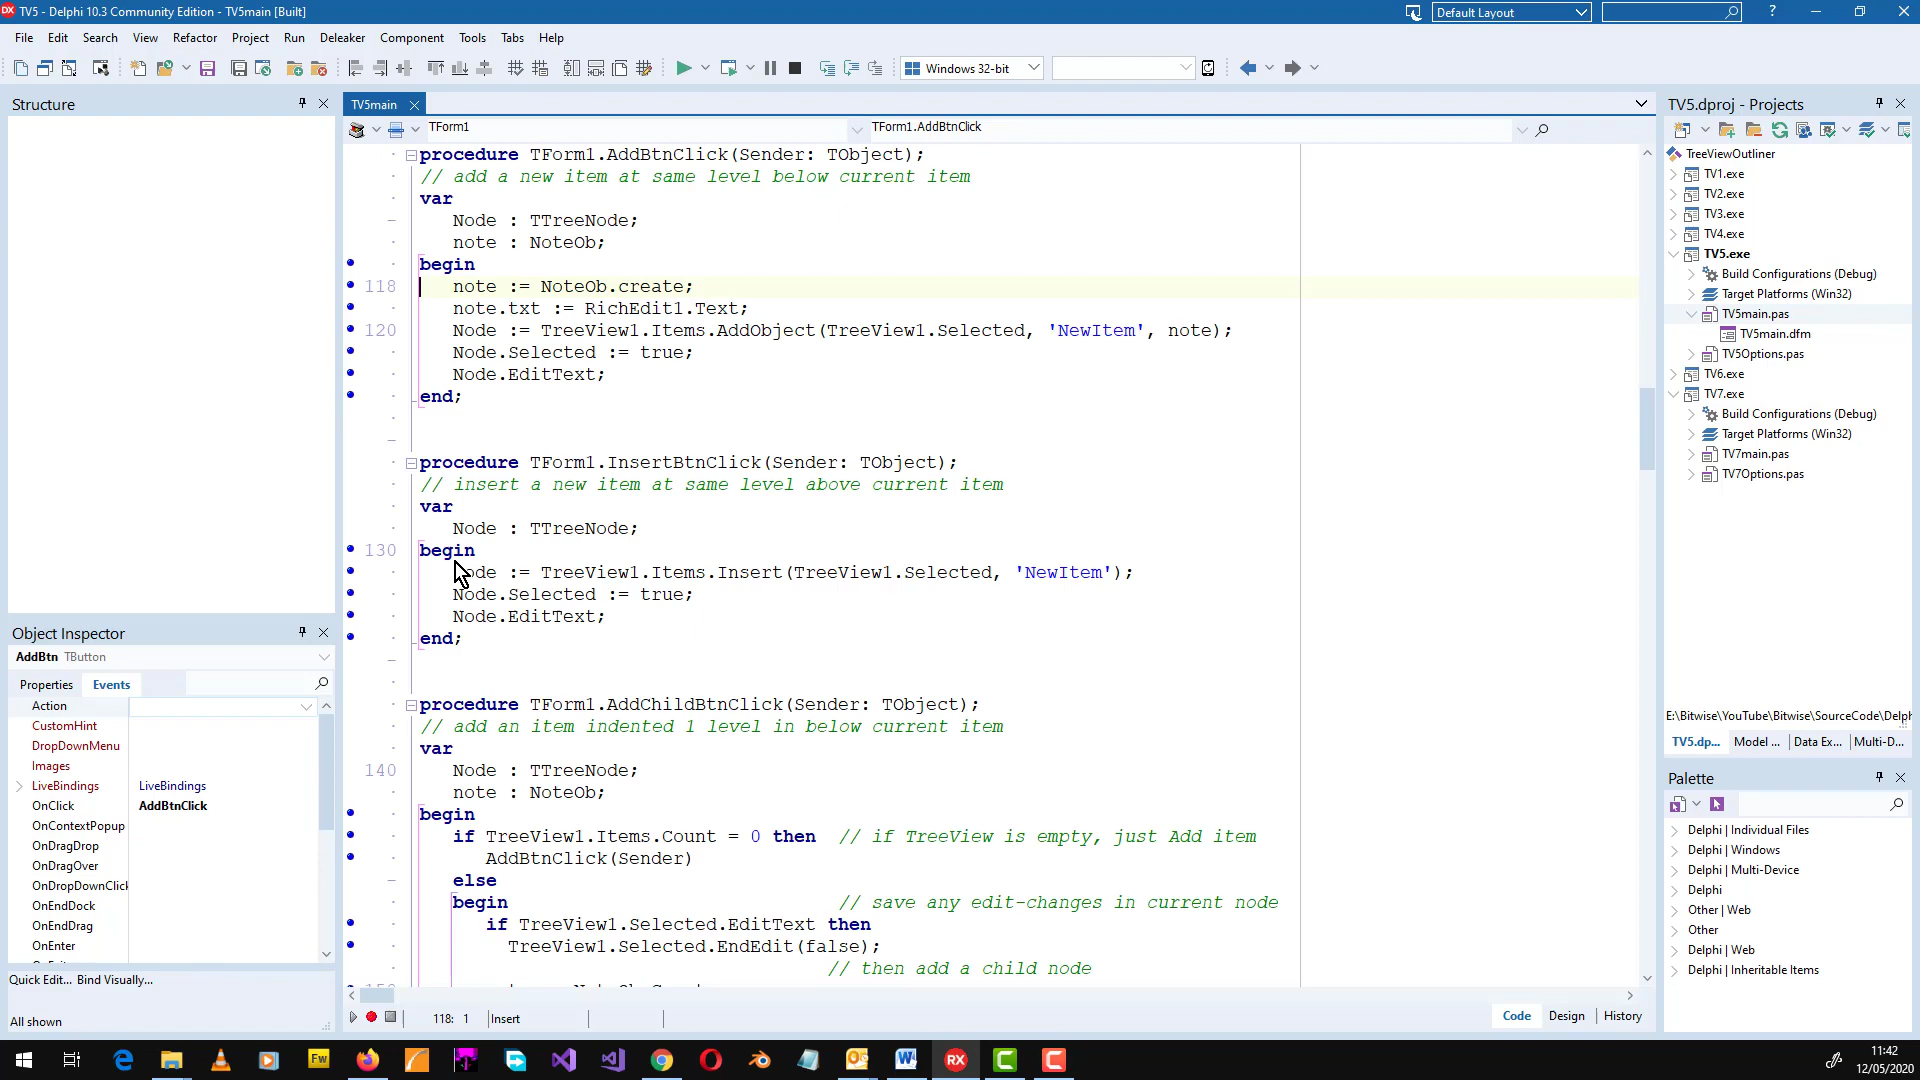 TV5 - Delphi 10.3 Community Edition - TV5main [Built]
Default Layout
File Edit Search View Refactor Project Run Deleaker Component Tools Tabs Help
Windows 32-bit
Structure
TV5main
TForm1
TForm1.AddBtnClick
procedure TForm1.AddBtnClick(Sender: TObject);
// add a new item at same level below current item
var
Node : TTreeNode;
note : NoteOb;
begin
118 note := NoteOb.create;
note.txt := RichEdit1.Text;
120 Node := TreeView1.Items.AddObject(TreeView1.Selected, 'NewItem', note);
Node.Selected := true;
Node.EditText;
end;
procedure TForm1.InsertBtnClick(Sender: TObject);
// insert a new item at same level above current item
var
Node : TTreeNode;
130 begin
Node := TreeView1.Items.Insert(TreeView1.Selected, 'NewItem');
Node.Selected := true;
Node.EditText;
end;
procedure TForm1.AddChildBtnClick(Sender: TObject);
// add an item indented 1 level in below current item
var
140 Node : TTreeNode;
note : NoteOb;
begin
if TreeView1.Items.Count = 0 then // if TreeView is empty, just Add item
AddBtnClick(Sender)
else
begin // save any edit-changes in current node
if TreeView1.Selected.EditText then
TreeView1.Selected.EndEdit(false);
// then add a child node
118: 1 Insert
Code Design History
Object Inspector
AddBtn TButton
Properties Events
Action
CustomHint
DropDownMenu
Images
LiveBindings LiveBindings
OnClick AddBtnClick
OnContextPopup
OnDragDrop
OnDragOver
OnDropDownClick
OnEndDock
OnEndDrag
OnEnter
Quick Edit... Bind Visually...
All shown
TV5.dproj - Projects
TreeViewOutliner
TV1.exe
TV2.exe
TV3.exe
TV4.exe
TV5.exe
Build Configurations (Debug)
Target Platforms (Win32)
TV5main.pas
TV5main.dfm
TV5Options.pas
TV6.exe
TV7.exe
Build Configurations (Debug)
Target Platforms (Win32)
TV7main.pas
TV7Options.pas
E:\Bitwise\YouTube\Bitwise\SourceCode\Delph
TV5.dp... Model ... Data Ex... Multi-D...
Palette
Delphi | Individual Files
Delphi | Windows
Delphi | Multi-Device
Delphi
Other | Web
Other
Delphi | Web
Delphi | Inheritable Items
Fw
RX
11:42
12/05/2020